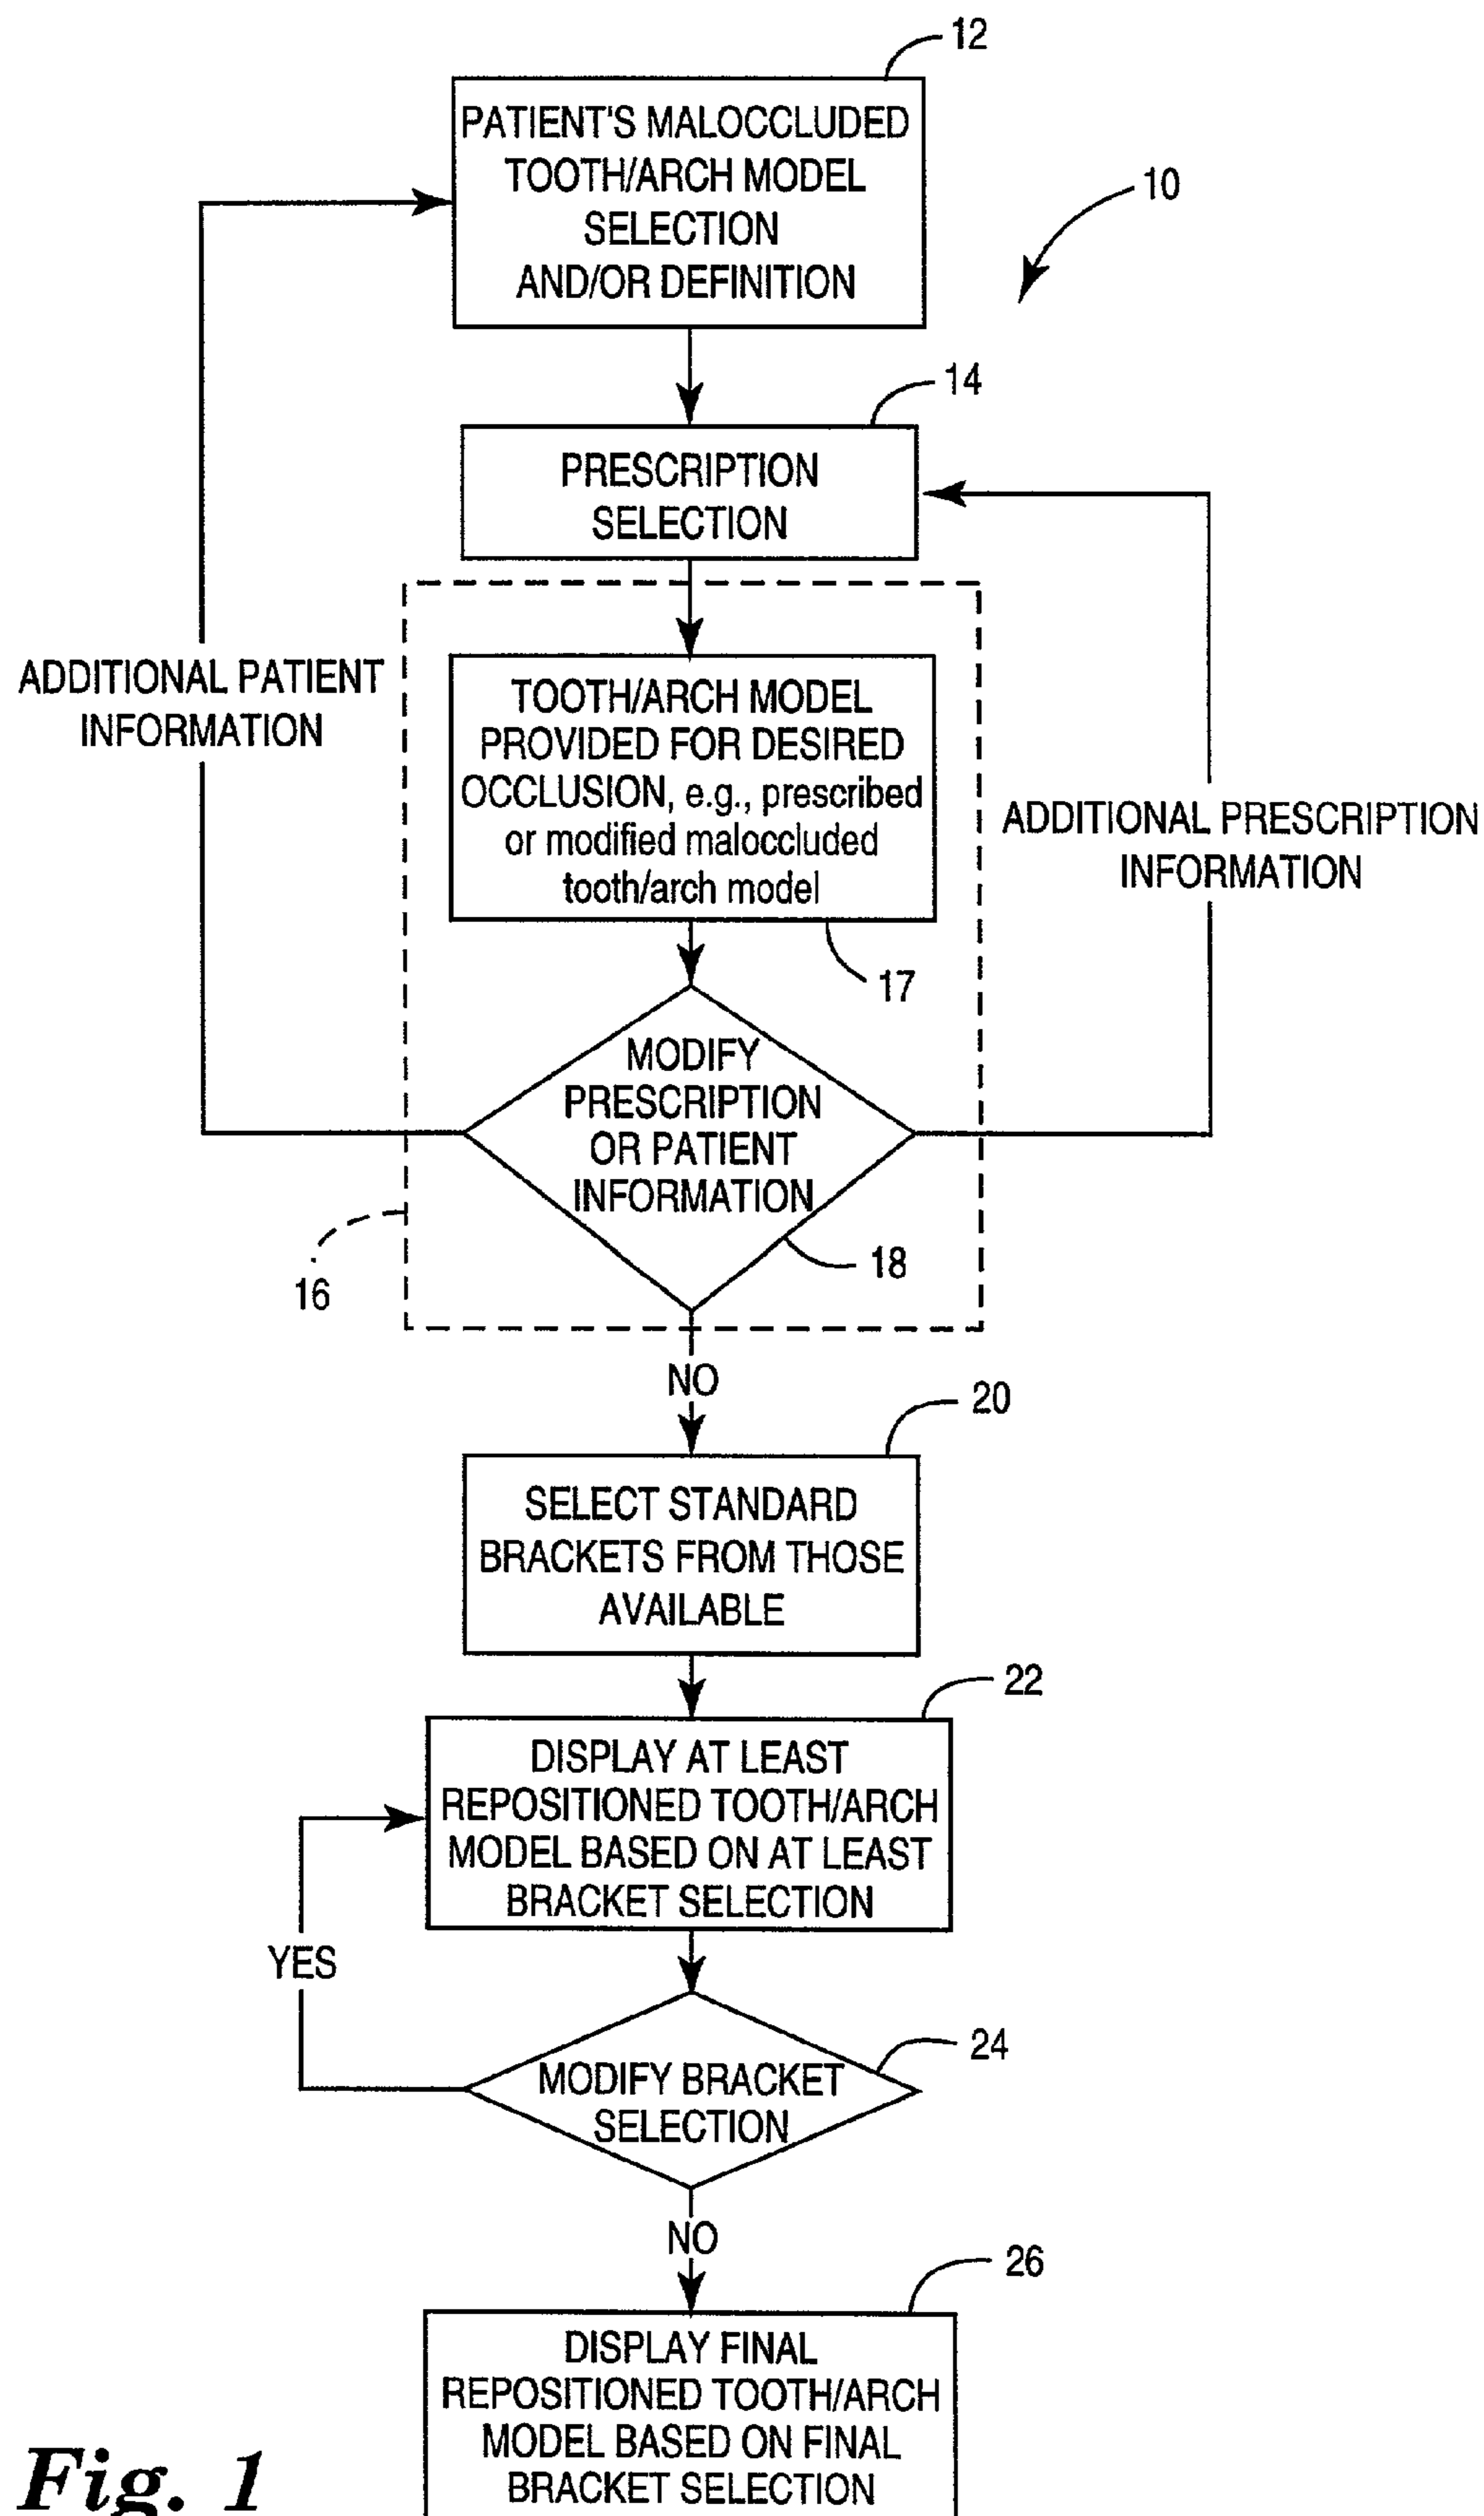 12
PATIENT'S MALOCCLUDED
TOOTH/ARCH MODEL
SELECTION
AND/OR DEFINITION
10
14
PRESCRIPTION
SELECTION
ADDITIONAL PATIENT
INFORMATION
TOOTH/ARCH MODEL
PROVIDED FOR DESIRED
OCCLUSION, e.g., prescribed
or modified maloccluded
tooth/arch model
ADDITIONAL PRESCRIPTION
INFORMATION
17
MODIFY
PRESCRIPTION
OR PATIENT
INFORMATION
18
16
NO
20
SELECT STANDARD
BRACKETS FROM THOSE
AVAILABLE
22
DISPLAY AT LEAST
REPOSITIONED TOOTH/ARCH
MODEL BASED ON AT LEAST
BRACKET SELECTION
YES
24
MODIFY BRACKET
SELECTION
NO
26
DISPLAY FINAL
REPOSITIONED TOOTH/ARCH
MODEL BASED ON FINAL
BRACKET SELECTION
Fig. 1